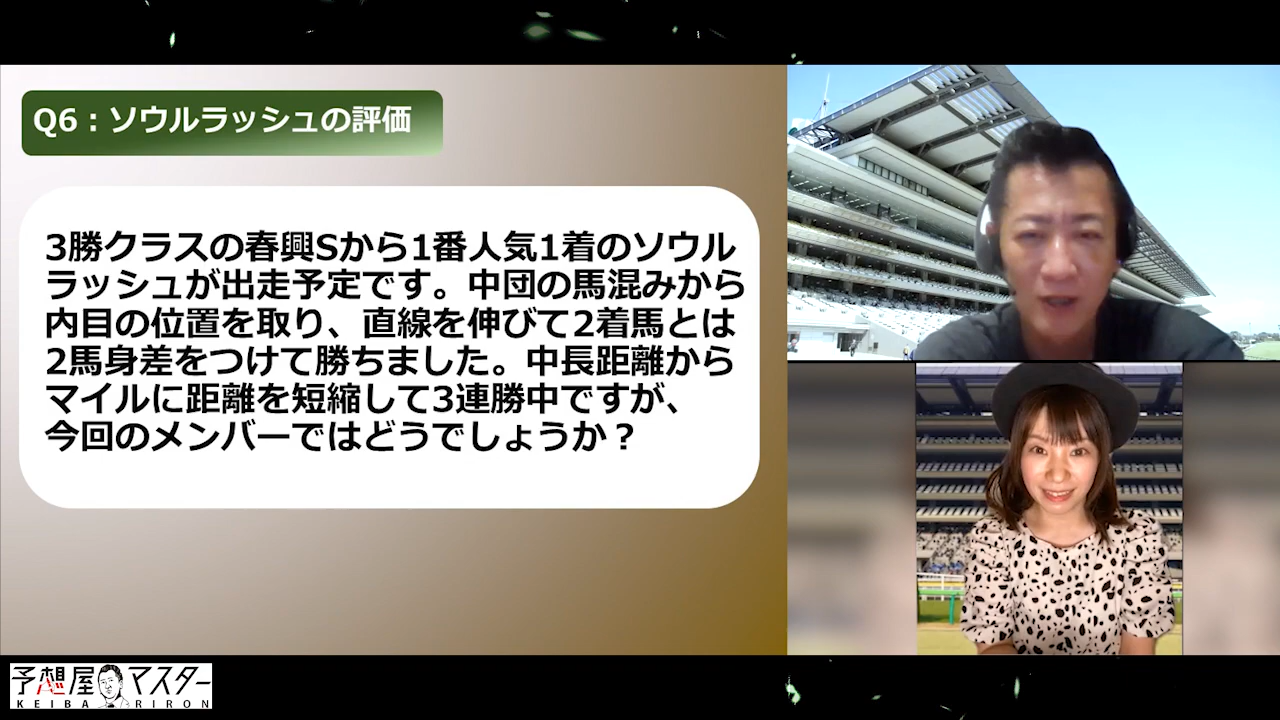 Q6：ソウルラッシュの評価
3勝クラスの春興Sから1番人気1着のソウル
ラッシュが出走予定です。中団の馬混みから
内目の位置を取り、直線を伸びて2着馬とは
2馬身差をつけて勝ちました。中長距離から
マイルに距離を短縮して3連勝中ですが、
今回のメンバーではどうでしょうか？
予想屋マスター
KEIBA RIRON